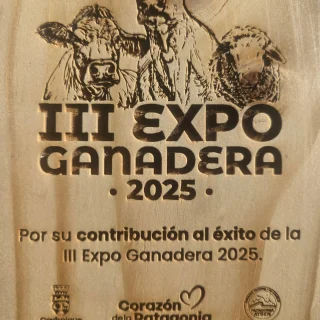 III EXPO
GANADERA
· 2025 ·
Por su contribución al éxito de la
III Expo Ganadera 2025.
Corazón
de la Patagonia